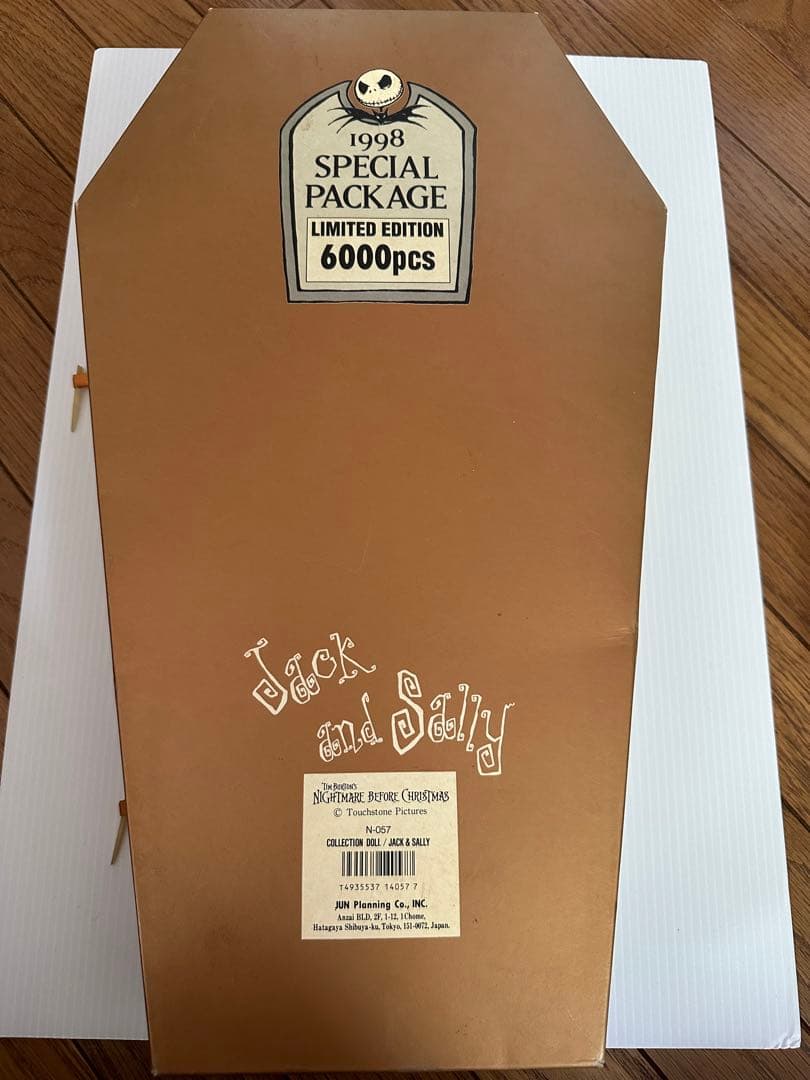 1998
SPECIAL
PACKAGE
LIMITED EDITION
6000pcs
Jack
and Sally
TIM BURTON'S
NIGHTMARE BEFORE CHRISTMAS
© Touchstone Pictures
N-057
COLLECTION DOLL / JACK & SALLY
T4935537 14057 7
JUN Planning Co., INC.
Anzai BLD, 2F, 1-12, 1Chome,
Hatagaya Shibuya-ku, Tokyo, 151-0072, Japan.